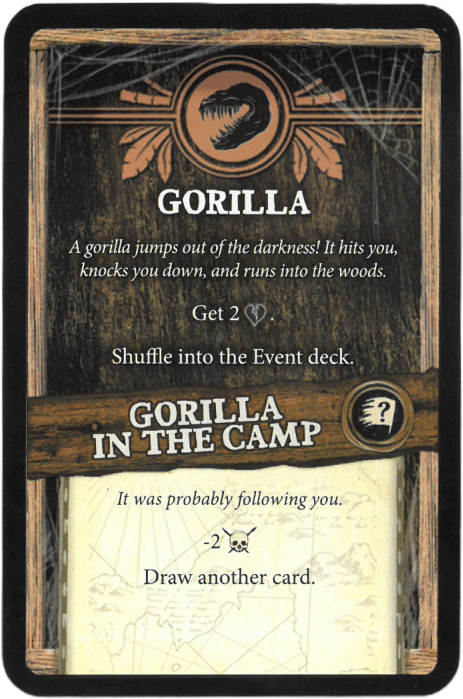 GORILLA
A gorilla jumps out of the darkness! It hits you,
knocks you down, and runs into the woods.
Get 2 .
Shuffle into the Event deck.
GORILLA
IN THE CAMP
?
It was probably following you.
-2
Draw another card.